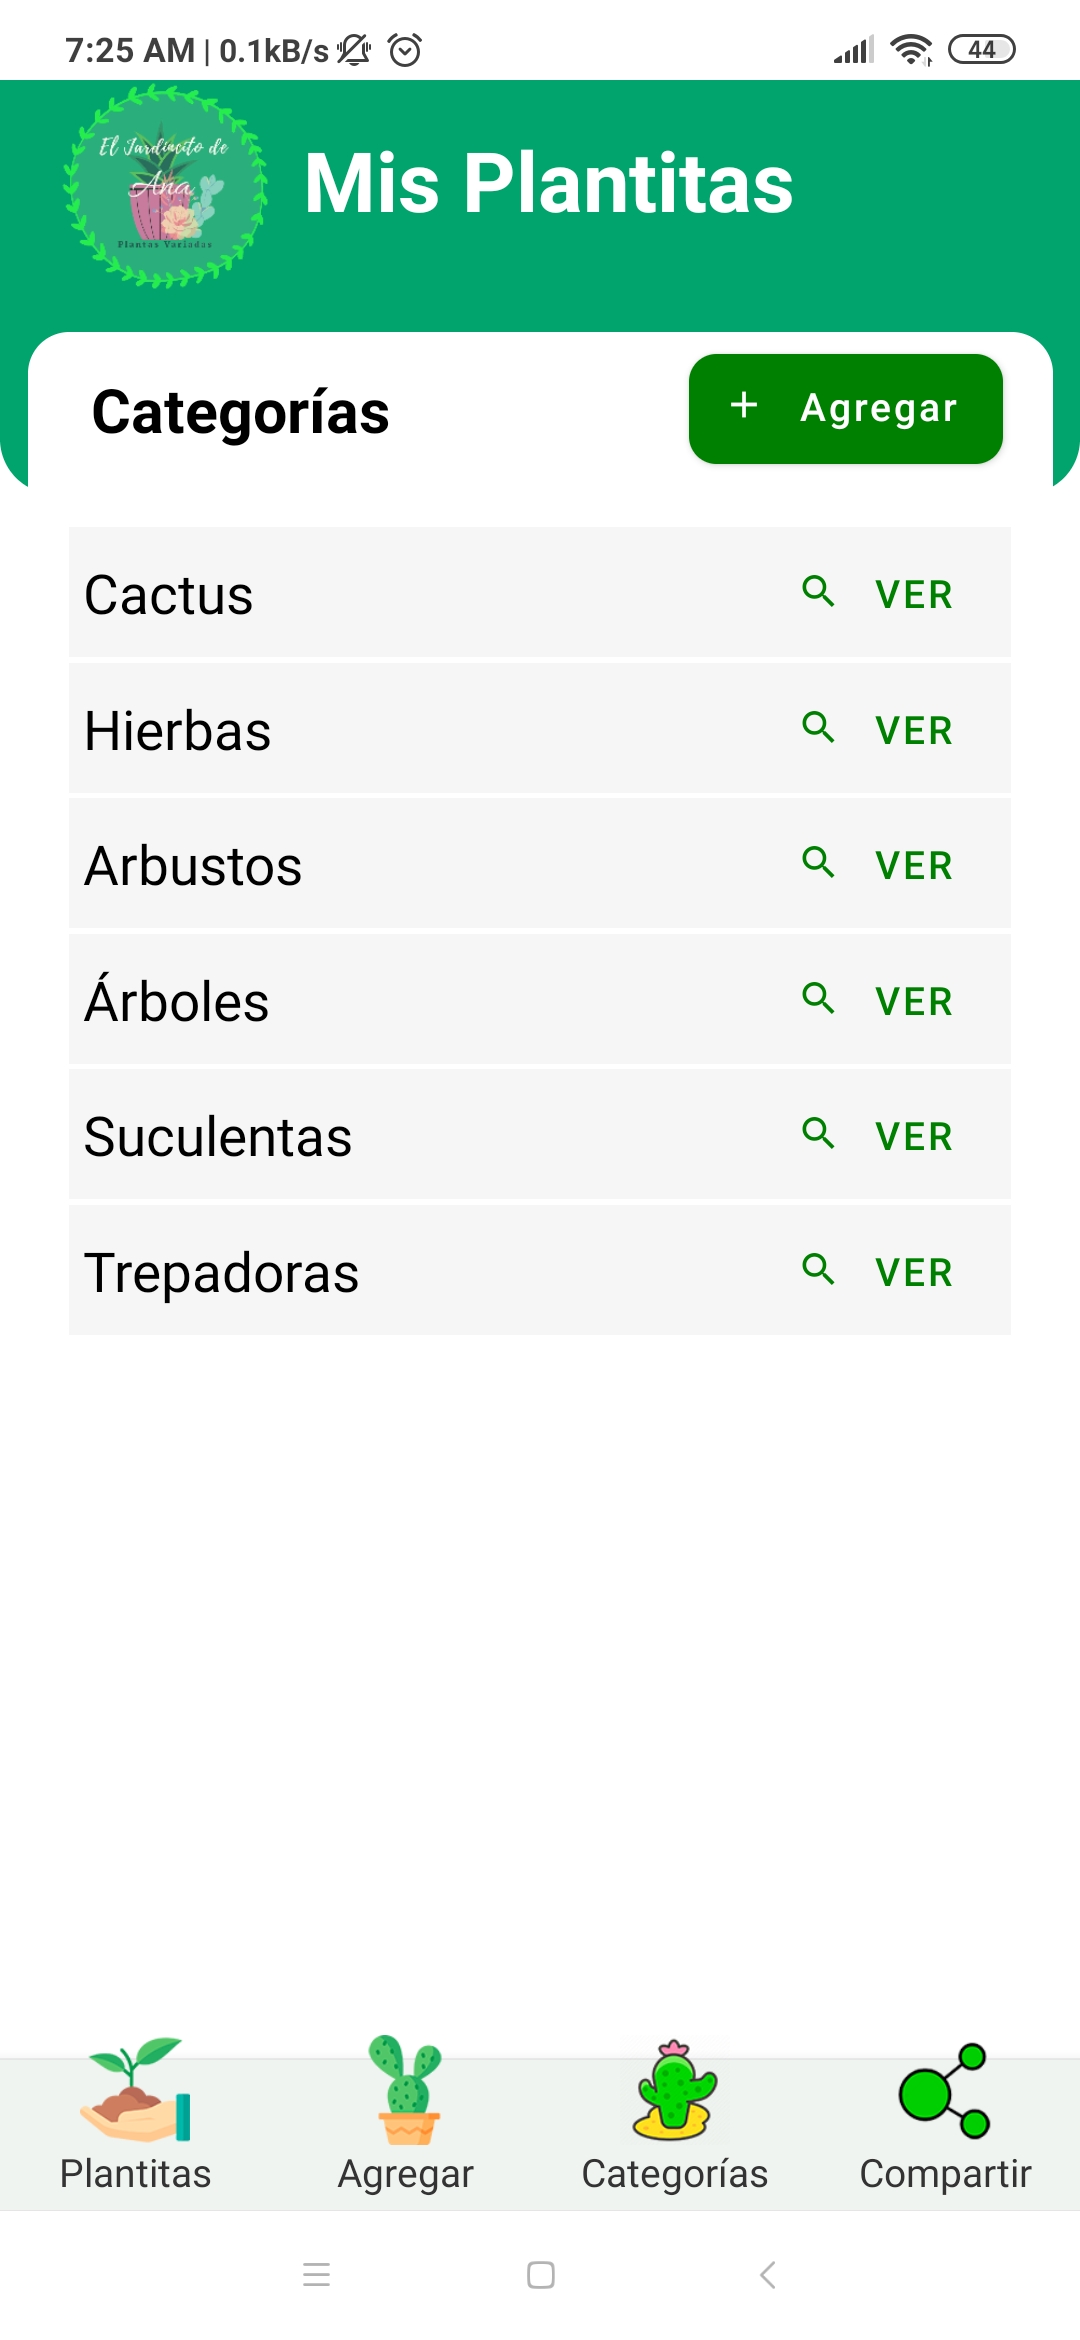 7:25 AM | 0.1kB/s
44
El Jardincito de
Ana
Plantas Variadas
Mis Plantitas
Categorías
+ Agregar
Cactus VER
Hierbas VER
Arbustos VER
Árboles VER
Suculentas VER
Trepadoras VER
Plantitas Agregar Categorías Compartir